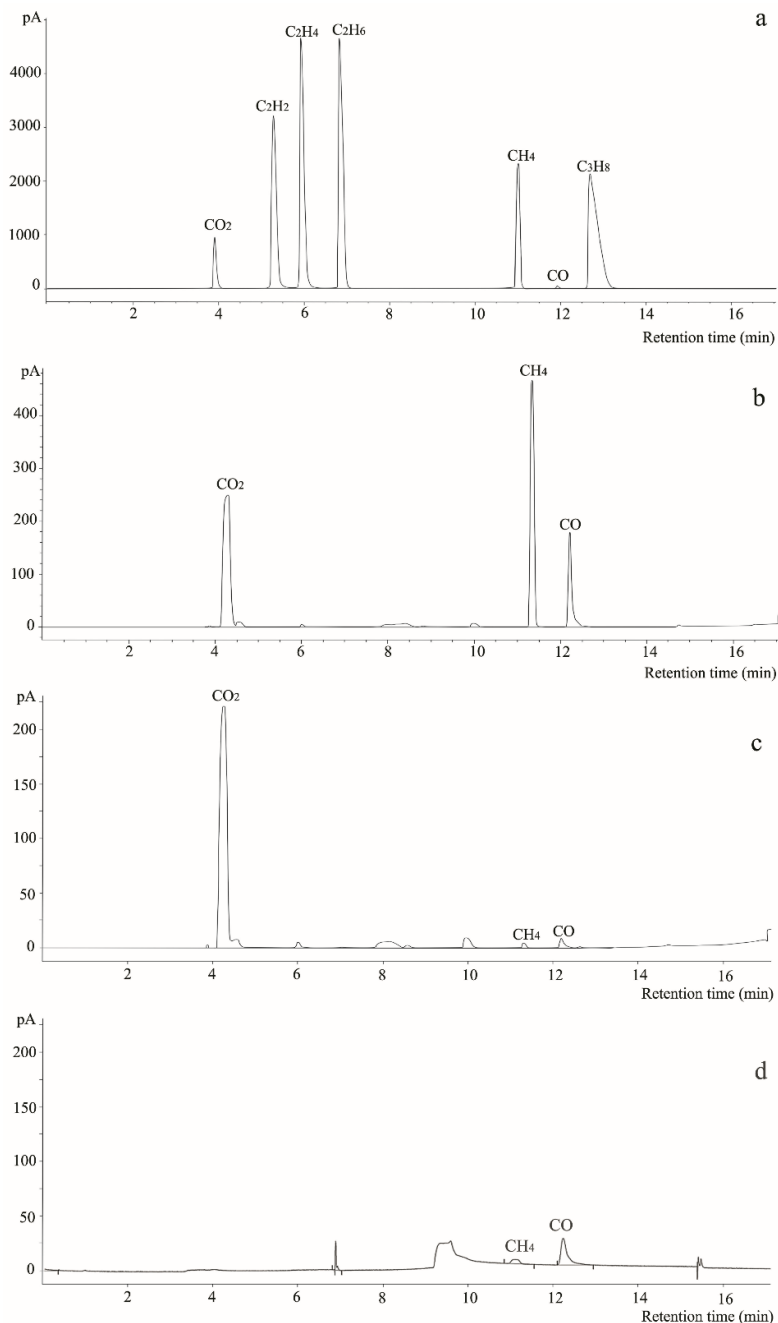 pA
a
C2H4
C2H6
4000
C2H2
3000
2000
CH4
C3H8
1000
CO2
CO
0
2 4 6 8 10 12 14 16
Retention time (min)
pA
CH4
b
400
300
CO2
200
CO
100
0
2 4 6 8 10 12 14 16
Retention time (min)
pA
CO2
c
200
150
100
50
CH4
CO
0
2 4 6 8 10 12 14 16
Retention time (min)
pA
d
200
150
100
50
CO
CH4
0
2 4 6 8 10 12 14 16
Retention time (min)